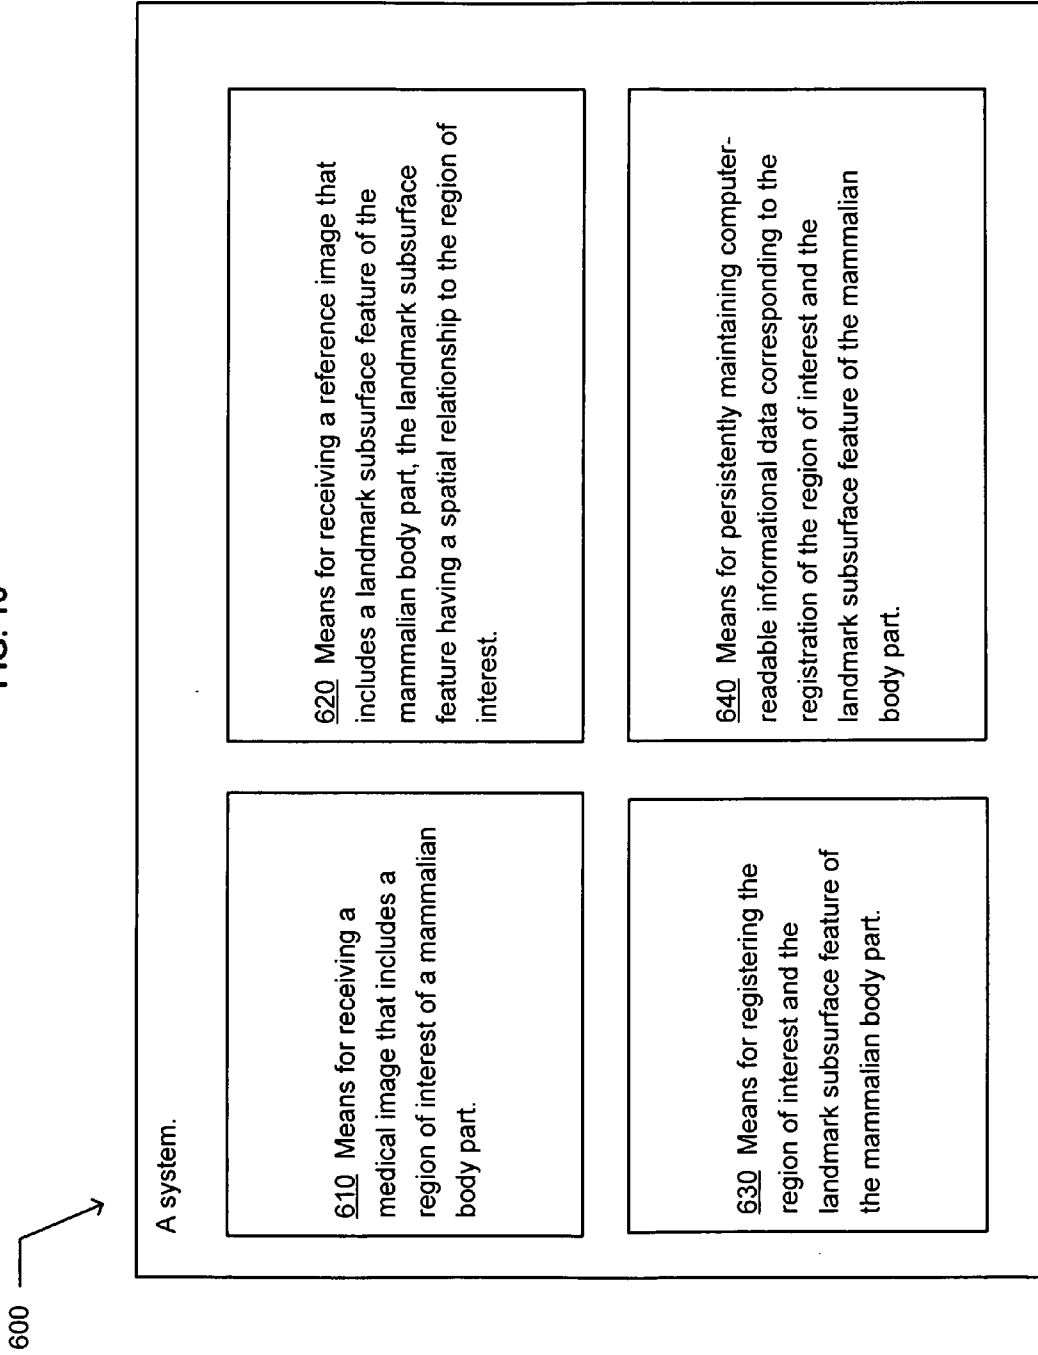 FIG.
600
A system.
610 Means for receiving a
medical image that includes a
region of interest of a mammalian
body part.
620 Means for receiving a reference image that
includes a landmark subsurface feature of the
mammalian body part, the landmark subsurface
feature having a spatial relationship to the region of
interest.
630 Means for registering the
region of interest and the
landmark subsurface feature of
the mammalian body part.
640 Means for persistently maintaining computer-
readable informational data corresponding to the
registration of the region of interest and the
landmark subsurface feature of the mammalian
body part.